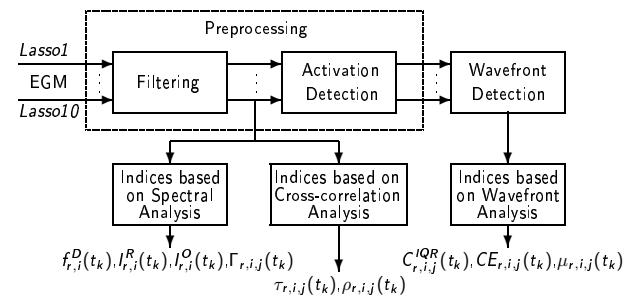 Preprocessing
Lasso1
EGM
Lasso10
Filtering
Activation
Detection
Wavefront
Detection
Indices based
on Spectral
Analysis
Indices based on
Cross-correlation
Analysis
Indices based
on Wavefront
Analysis
f^D_{r,i}(t_k), I^R_{r,i}(t_k), I^O_{r,i}(t_k), Γ_{r,i,j}(t_k)
τ_{r,i,j}(t_k), ρ_{r,i,j}(t_k)
C^{IQR}_{r,i,j}(t_k), CE_{r,i,j}(t_k), μ_{r,i,j}(t_k)